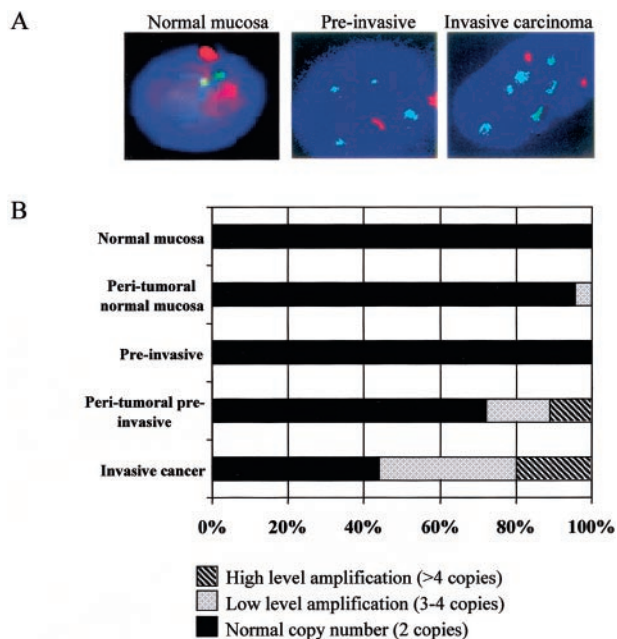 A
Normal mucosa
Pre-invasive
Invasive carcinoma
B
Normal mucosa
Peri-tumoral
normal mucosa
Pre-invasive
Peri-tumoral pre-
invasive
Invasive cancer
0% 20% 40% 60% 80% 100%
High level amplification (>4 copies)
Low level amplification (3-4 copies)
Normal copy number (2 copies)